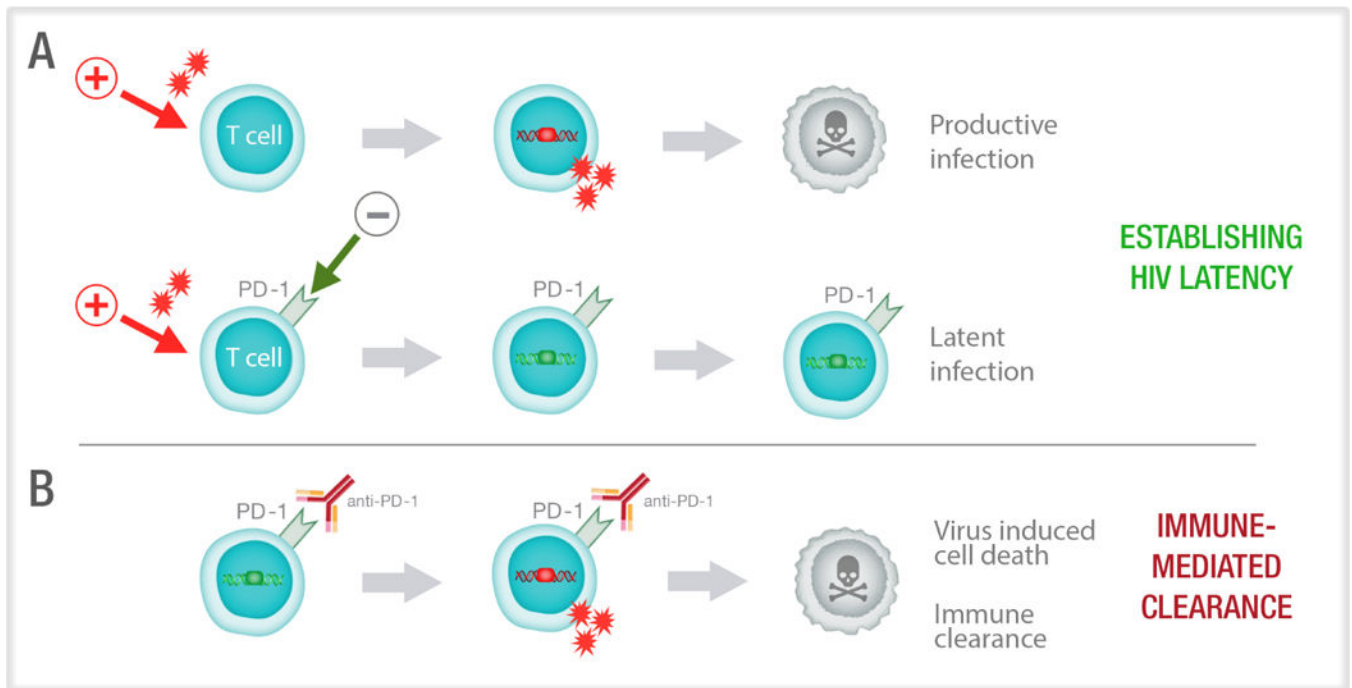 A
+
T cell
Productive
infection
−
ESTABLISHING
HIV LATENCY
PD-1
PD-1
PD-1
+
T cell
Latent
infection
B
PD-1
anti-PD-1
PD-1
anti-PD-1
Virus induced
cell death
Immune
clearance
IMMUNE-
MEDIATED
CLEARANCE